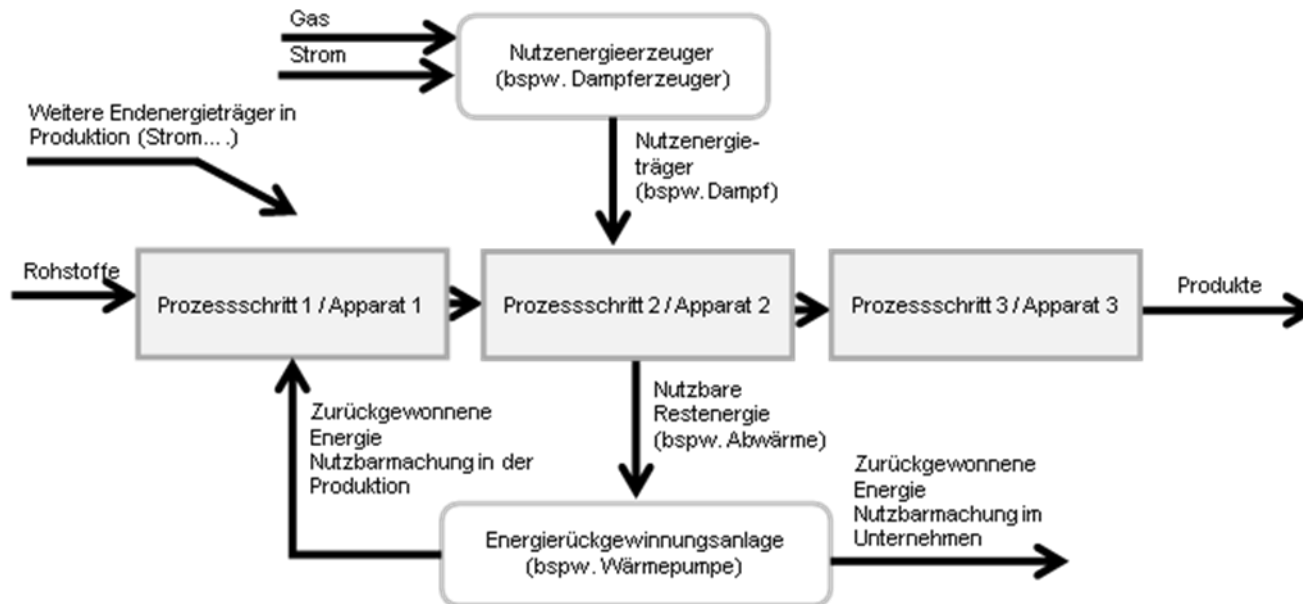 Gas
Strom
Nutzenergieerzeuger
(bspw. Dampferzeuger)
Weitere Endenergieträger in
Produktion (Strom... .)
Nutzenergie-
träger
(bspw. Dampf)
Rohstoffe
Prozessschritt 1 / Apparat 1
Prozessschritt 2 / Apparat 2
Prozessschritt 3 / Apparat 3
Produkte
Zurückgewonnene
Energie
Nutzbarmachung in der
Produktion
Nutzbare
Restenergie
(bspw. Abwärme)
Zurückgewonnene
Energie
Nutzbarmachung im
Unternehmen
Energierückgewinnungsanlage
(bspw. Wärmepumpe)